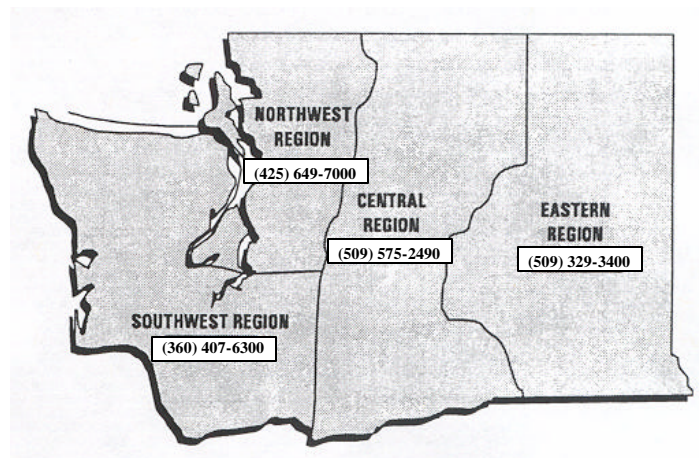 NORTHWEST
REGION
(425) 649-7000
CENTRAL
REGION
(509) 575-2490
EASTERN
REGION
(509) 329-3400
SOUTHWEST REGION
(360) 407-6300